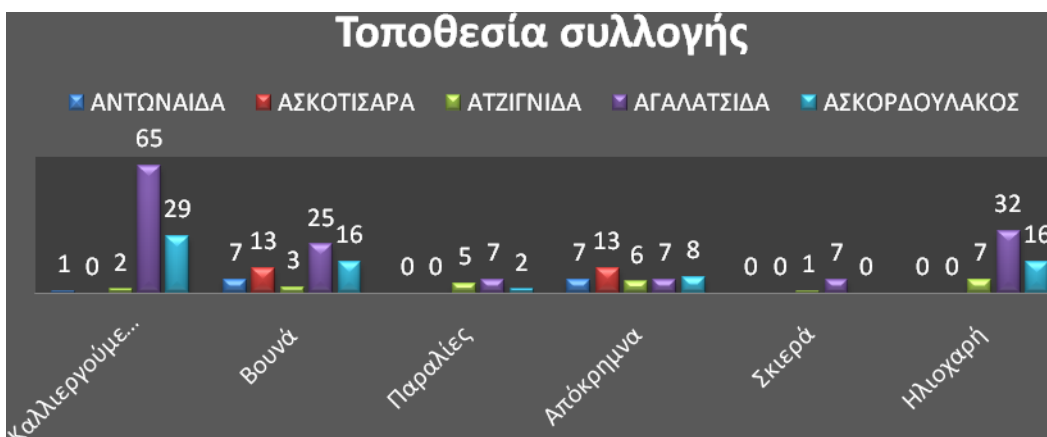 Τοποθεσία συλλογής
ΑΝΤΩΝΑΙΔΑ ΑΣΚΟΤΙΣΑΡΑ ΑΤΖΙΓΝΙΔΑ ΑΓΑΛΑΤΣΙΔΑ ΑΣΚΟΡΔΟΥΛΑΚΟΣ
1 0 2 65 29 7 13 3 25 16 0 0 5 7 2 7 13 6 7 8 0 0 1 7 0 0 0 7 32 16
Καλλιεργούμε... Βουνά Παραλίες Απόκρημνα Σκιερά Ηλιοχαρή